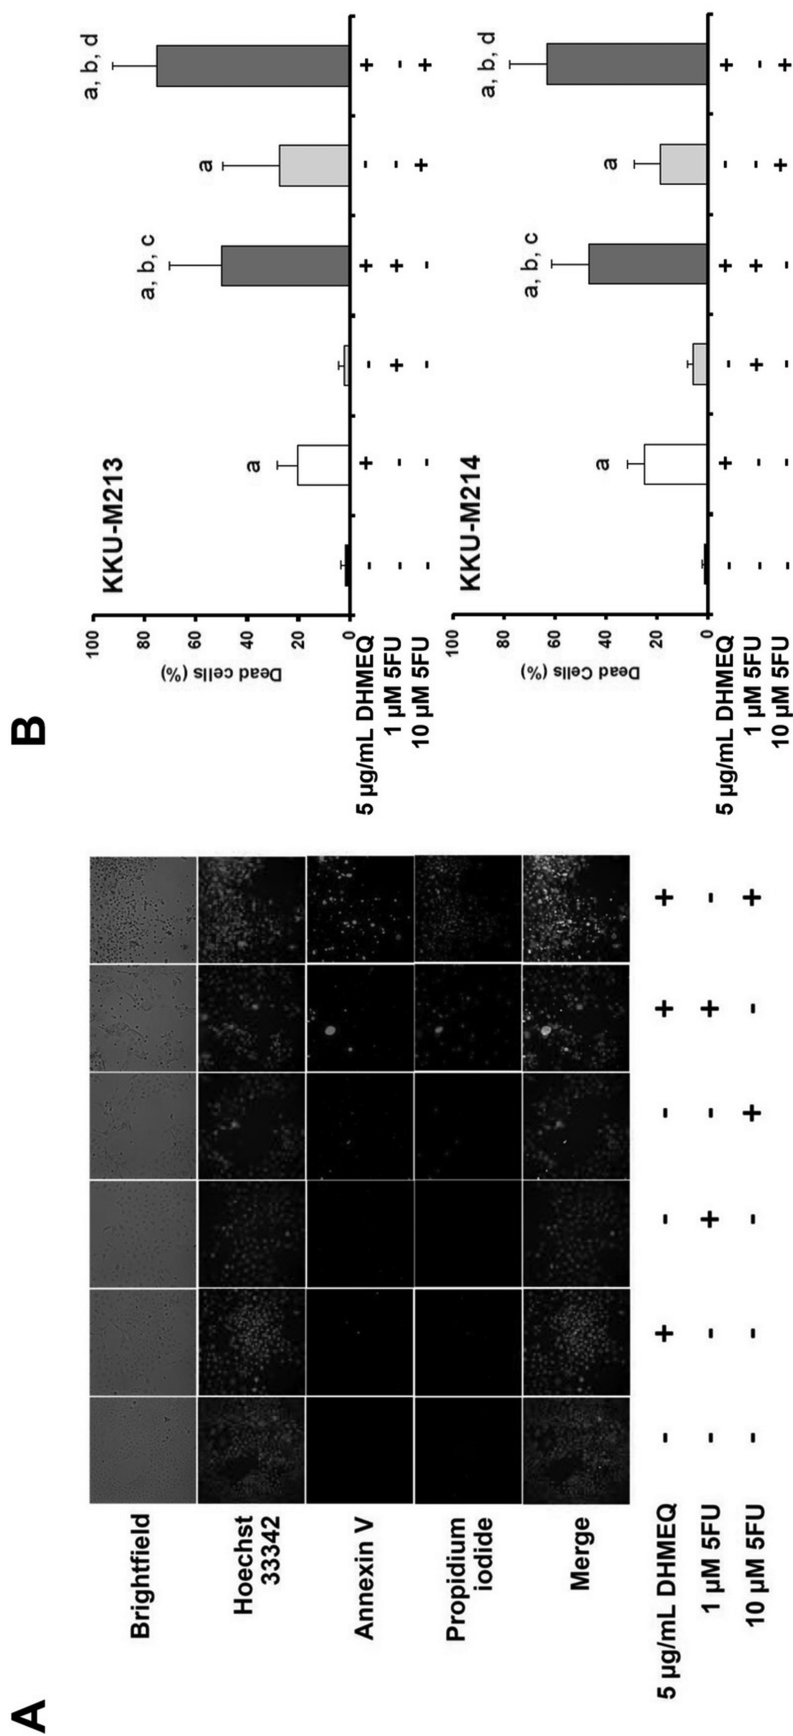 A
Brightfield
Hoechst
33342
Annexin V
Propidium
iodide
Merge
5 µg/mL DHMEQ - + - - + +
1 µM 5FU - - + - + -
10 µM 5FU - - - + - +
B
KKU-M213
Dead cells (%)
100
80
60
40
20
0
a
a, b, c
a
a, b, d
5 µg/mL DHMEQ - + - + - +
1 µM 5FU - - + + - -
10 µM 5FU - - - - + +
KKU-M214
Dead Cells (%)
100
80
60
40
20
0
a
a, b, c
a
a, b, d
5 µg/mL DHMEQ - + - + - +
1 µM 5FU - - + + - -
10 µM 5FU - - - - + +